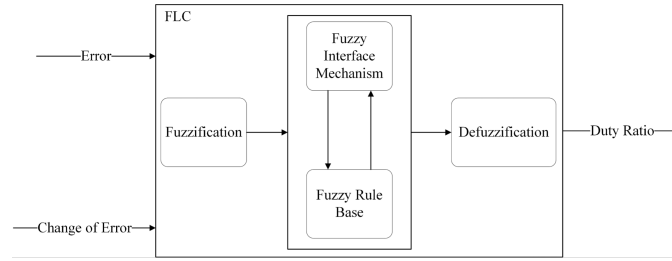 FLC
Error
Fuzzy
Interface
Mechanism
Fuzzification
Defuzzification
Duty Ratio
Fuzzy Rule
Base
Change of Error